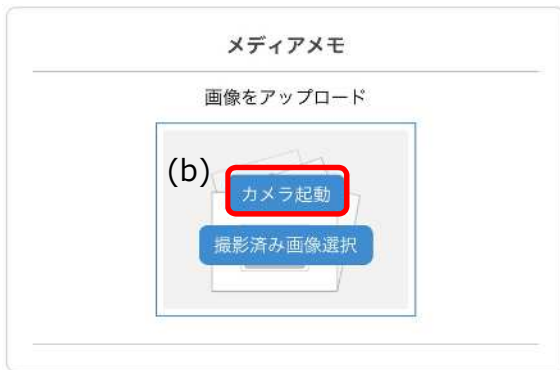 メディアメモ
画像をアップロード
(b)
カメラ起動
撮影済み画像選択